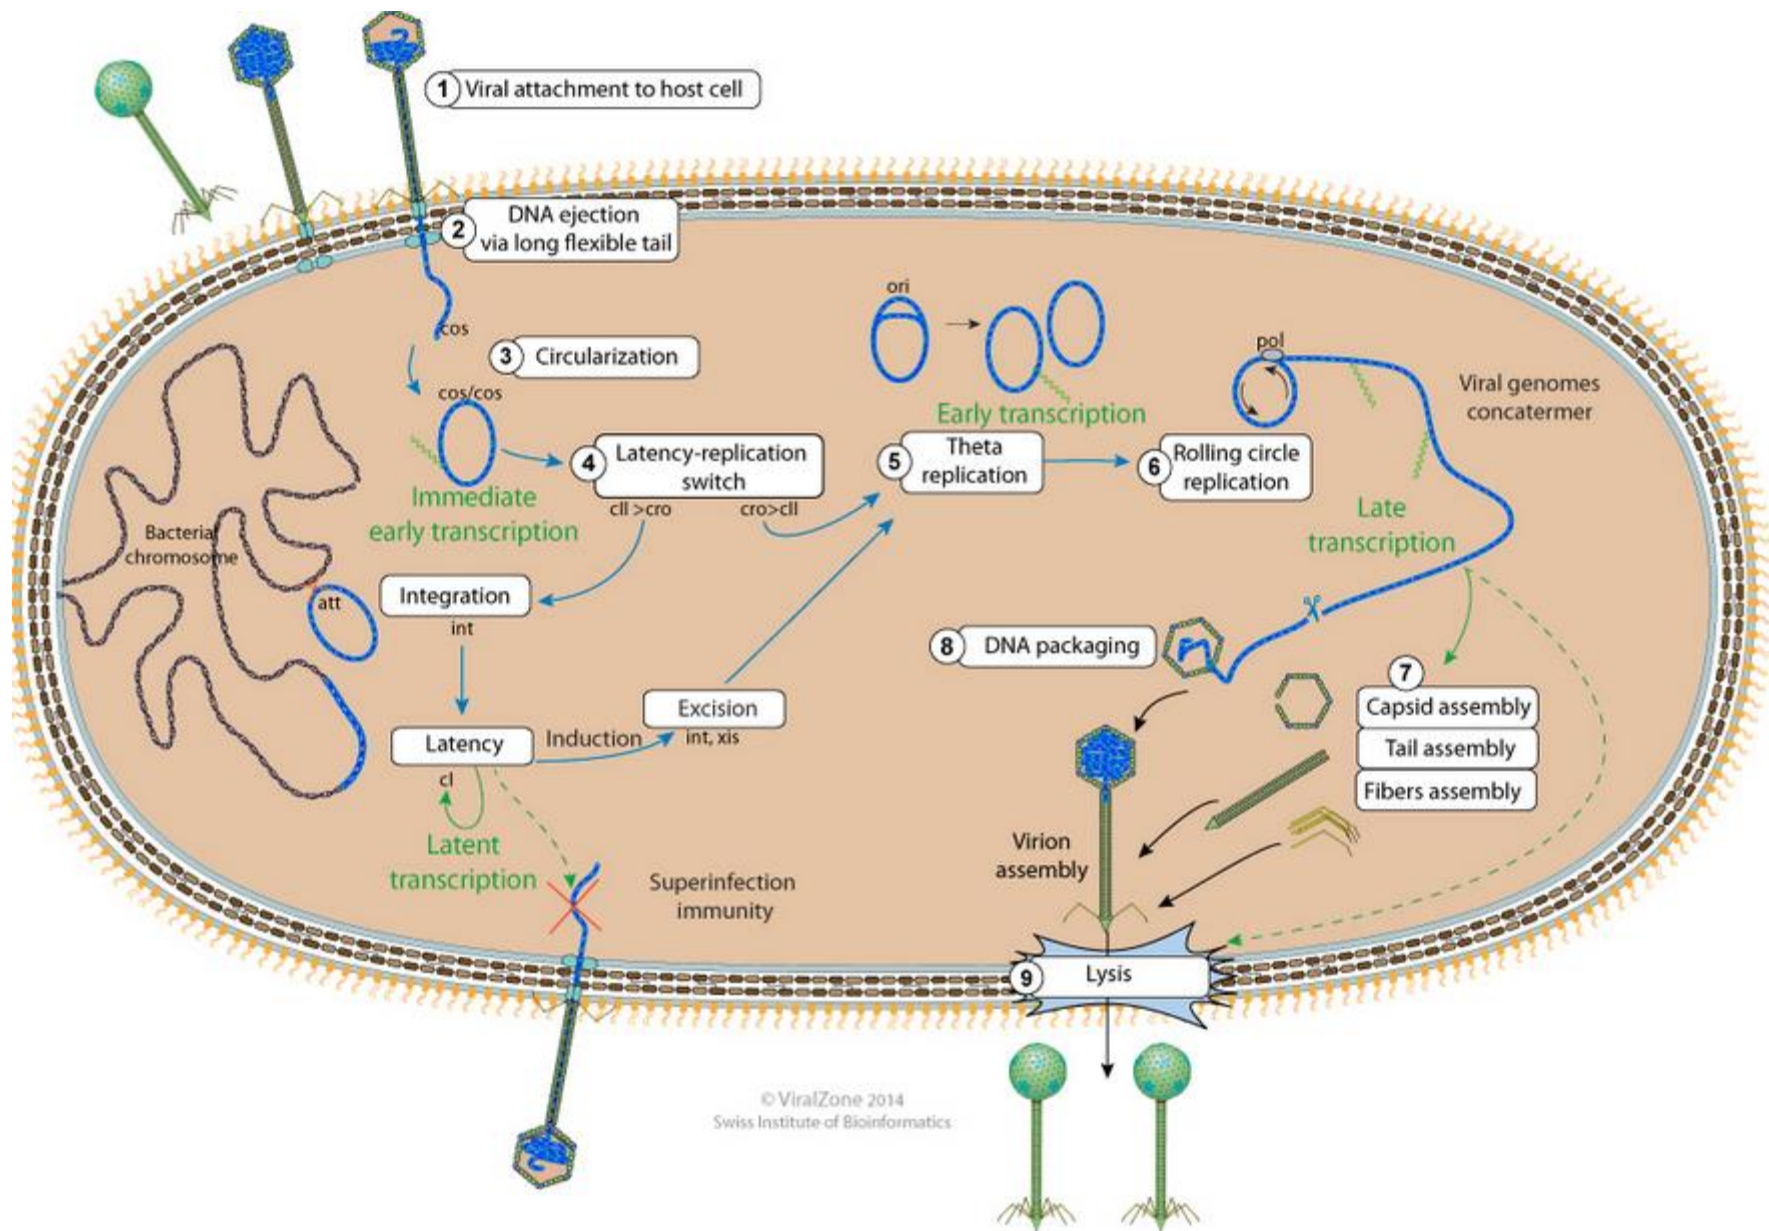 1 Viral attachment to host cell
2 DNA ejection
via long flexible tail
cos
3 Circularization
cos/cos
Immediate
early transcription
4 Latency-replication
switch
cll >cro
cro>cll
ori
Early transcription
5 Theta
replication
6 Rolling circle
replication
pol
Viral genomes
concatermer
Late
transcription
Bacterial
chromosome
att
Integration
int
Latency
cl
Induction
Excision
int, xis
Latent
transcription
Superinfection
immunity
8 DNA packaging
7
Capsid assembly
Tail assembly
Fibers assembly
Virion
assembly
9 Lysis
© ViralZone 2014
Swiss Institute of Bioinformatics